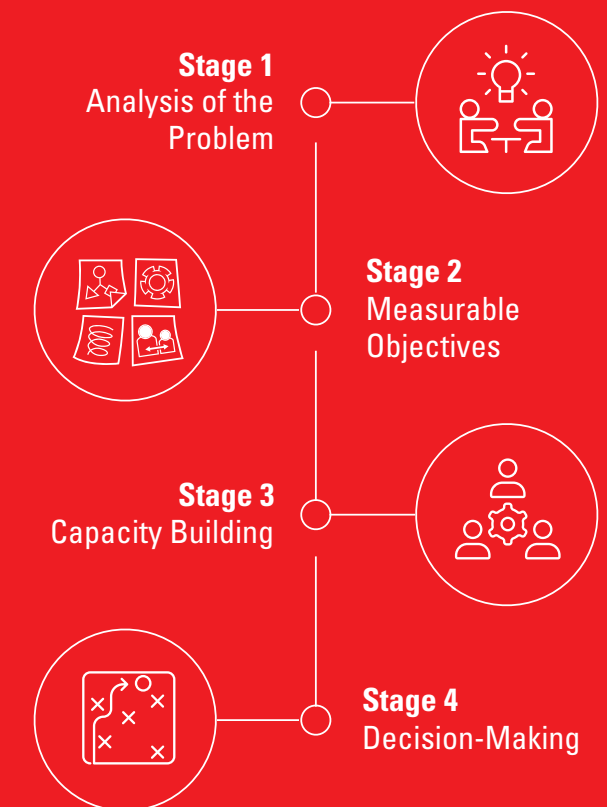 Stage 1
Analysis of the
Problem
Stage 2
Measurable
Objectives
Stage 3
Capacity Building
Stage 4
Decision-Making